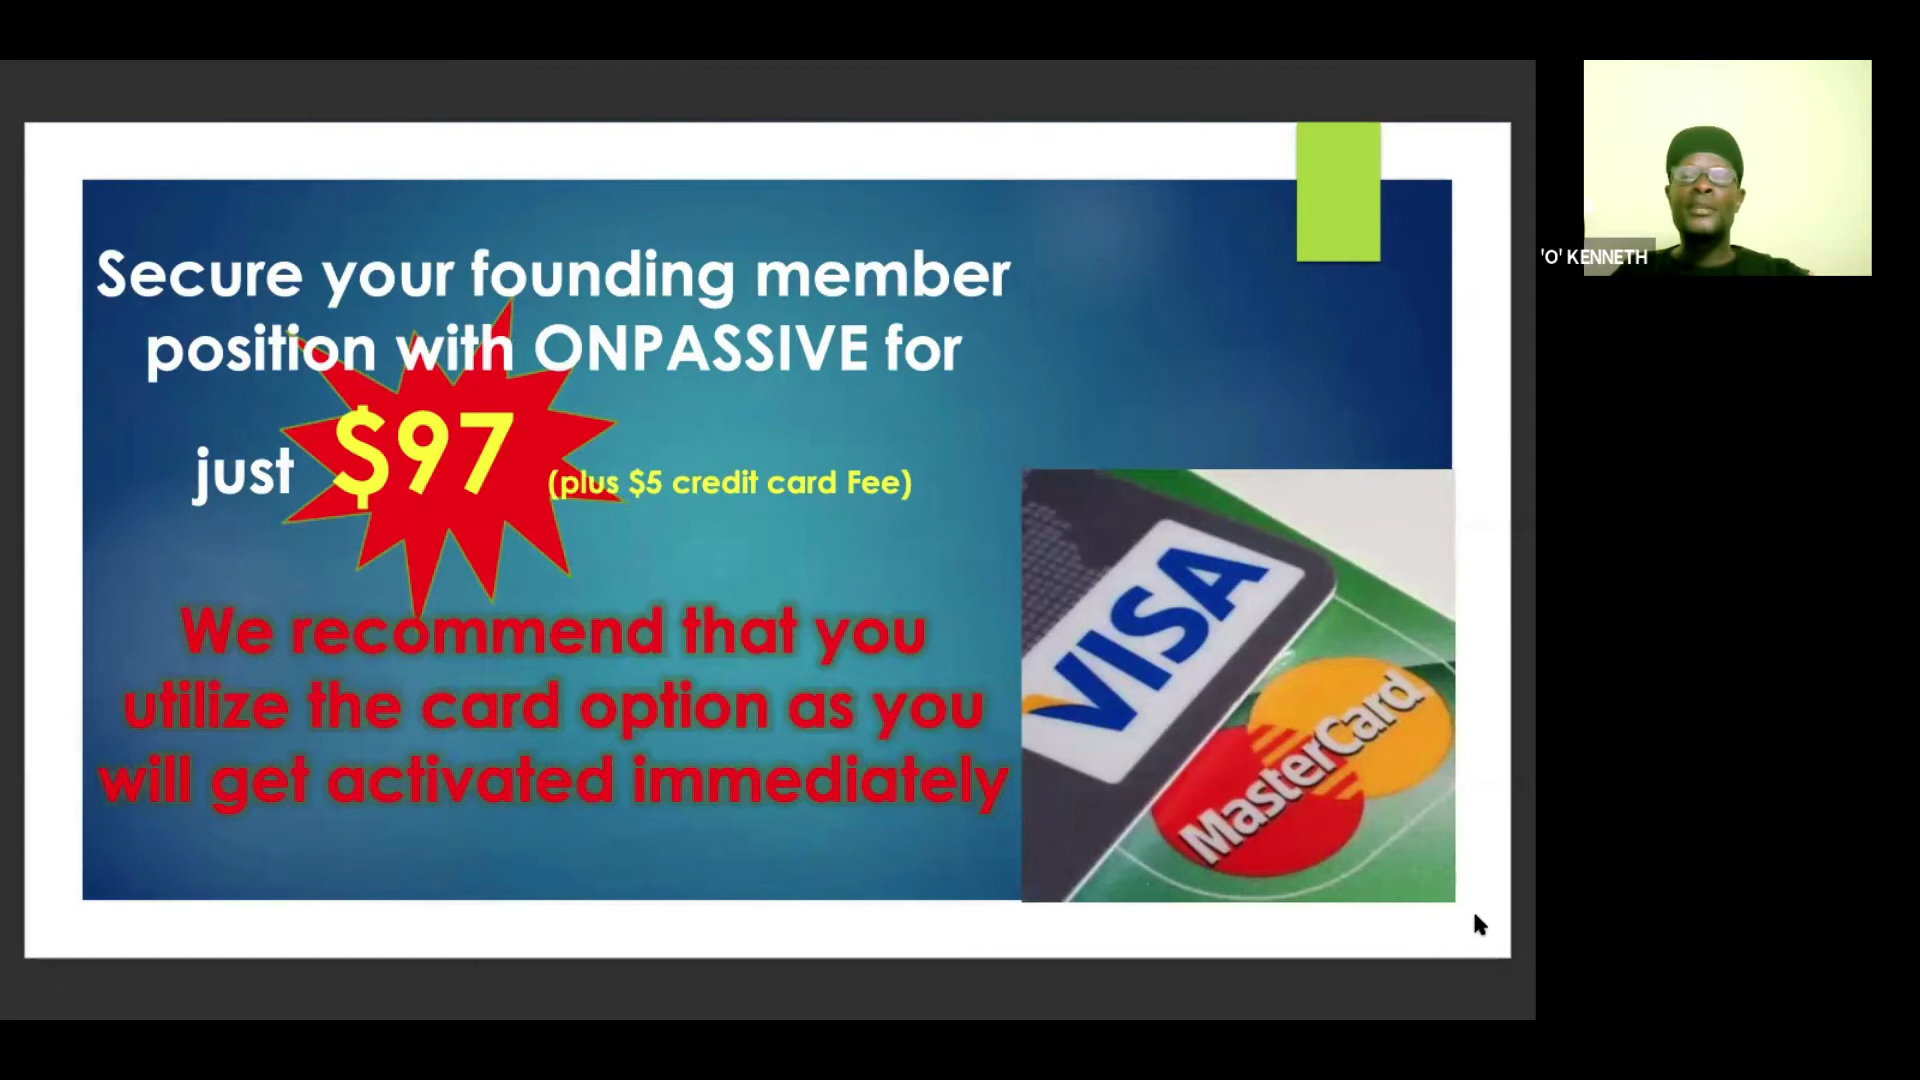 Secure your founding member
position with ONPASSIVE for
just $97 (plus $5 credit card Fee)
We recommend that you
utilize the card option as you
will get activated immediately
VISA
MasterCard
'O' KENNETH